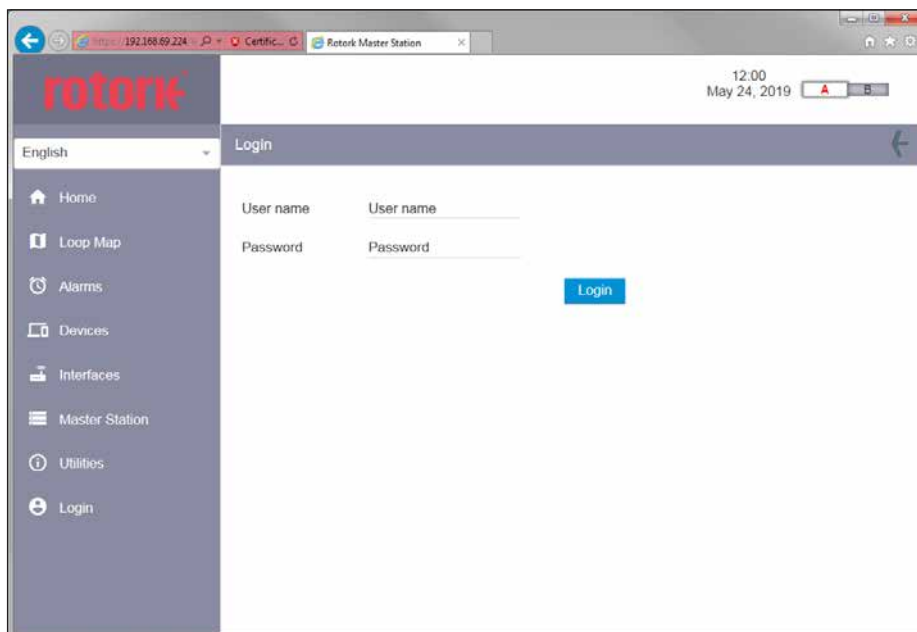 https://192.168.69.224
Certific...
Rotork Master Station
rotork
12:00
May 24, 2019
A
B
English
Login
Home
Loop Map
Alarms
Devices
Interfaces
Master Station
Utilities
Login
User name
User name
Password
Password
Login